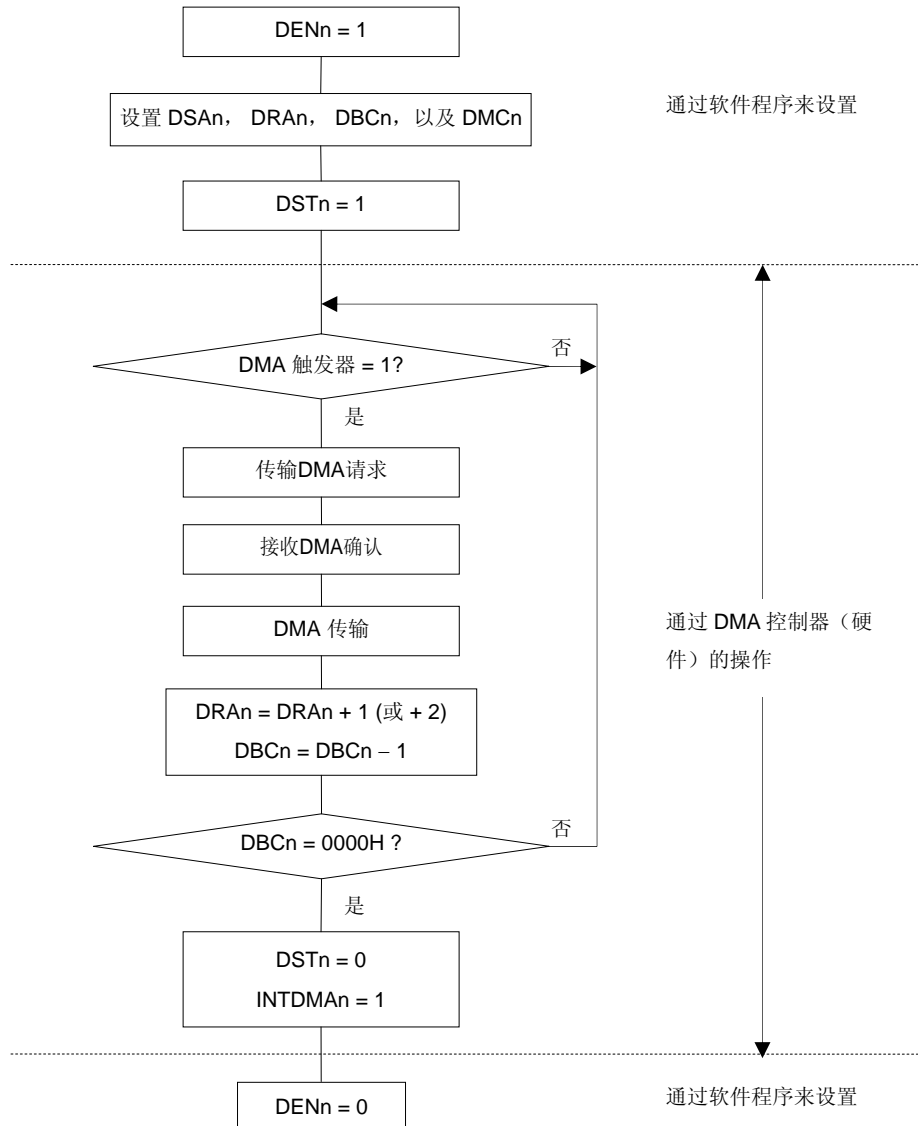 DENn = 1
设置 DSAn， DRAn， DBCn，以及 DMCn
通过软件程序来设置
DSTn = 1
DMA 触发器 = 1?
否
是
传输DMA请求
接收DMA确认
DMA 传输
通过 DMA 控制器（硬
件）的操作
DRAn = DRAn + 1 (或 + 2)
DBCn = DBCn − 1
DBCn = 0000H ?
否
是
DSTn = 0
INTDMAn = 1
DENn = 0
通过软件程序来设置